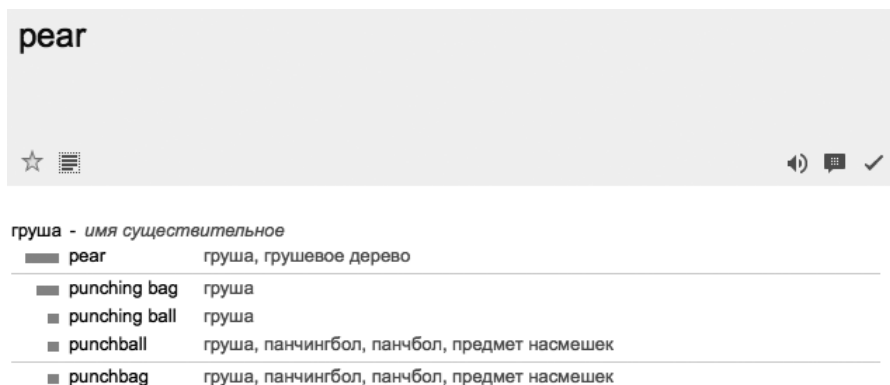 pear
груша - имя существительное
pear груша, грушевое дерево
punching bag груша
punching ball груша
punchball груша, панчингбол, панчбол, предмет насмешек
punchbag груша, панчингбол, панчбол, предмет насмешек